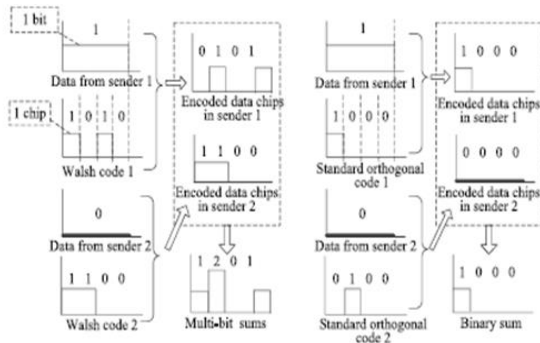 1 bit
1
Data from sender 1
1 chip
1 0 1 0
Walsh code 1
0
Data from sender 2
1 1 0 0
Walsh code 2
0 1 0 1
Encoded data chips
in sender 1
1 1 0 0
Encoded data chips
in sender 2
1 2 0 1
Multi-bit sums
1
Data from sender 1
1 0 0 0
Standard orthogonal
code 1
0
Data from sender 2
0 1 0 0
Standard orthogonal
code 2
1 0 0 0
Encoded data chips
in sender 1
0 0 0 0
Encoded data chips
in sender 2
1 0 0 0
Binary sum